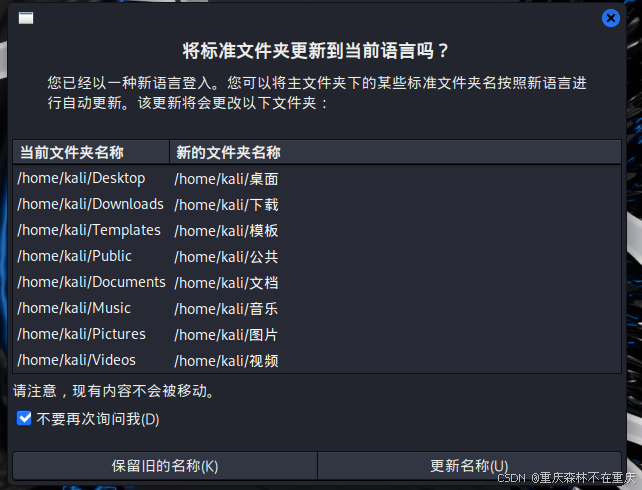 将标准文件夹更新到当前语言吗？
您已经以一种新语言登入。您可以将主文件夹下的某些标准文件夹名按照新语言进
行自动更新。该更新将会更改以下文件夹：
当前文件夹名称 新的文件夹名称
/home/kali/Desktop /home/kali/桌面
/home/kali/Downloads /home/kali/下载
/home/kali/Templates /home/kali/模板
/home/kali/Public /home/kali/公共
/home/kali/Documents /home/kali/文档
/home/kali/Music /home/kali/音乐
/home/kali/Pictures /home/kali/图片
/home/kali/Videos /home/kali/视频
请注意，现有内容不会被移动。
不要再次询问我(D)
保留旧的名称(K) 更新名称(U)
CSDN @重庆森林不在重庆